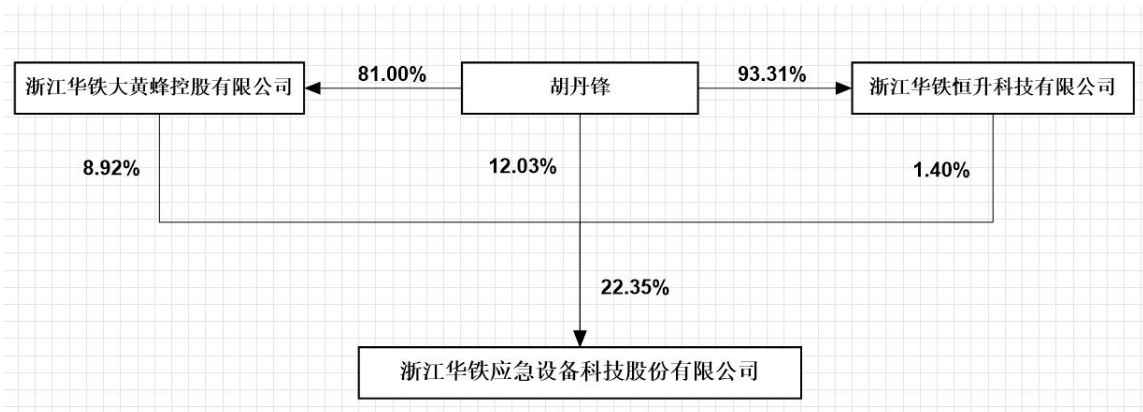 81.00%
93.31%
浙江华铁大黄蜂控股有限公司
胡丹锋
浙江华铁恒升科技有限公司
8.92%
12.03%
1.40%
22.35%
浙江华铁应急设备科技股份有限公司